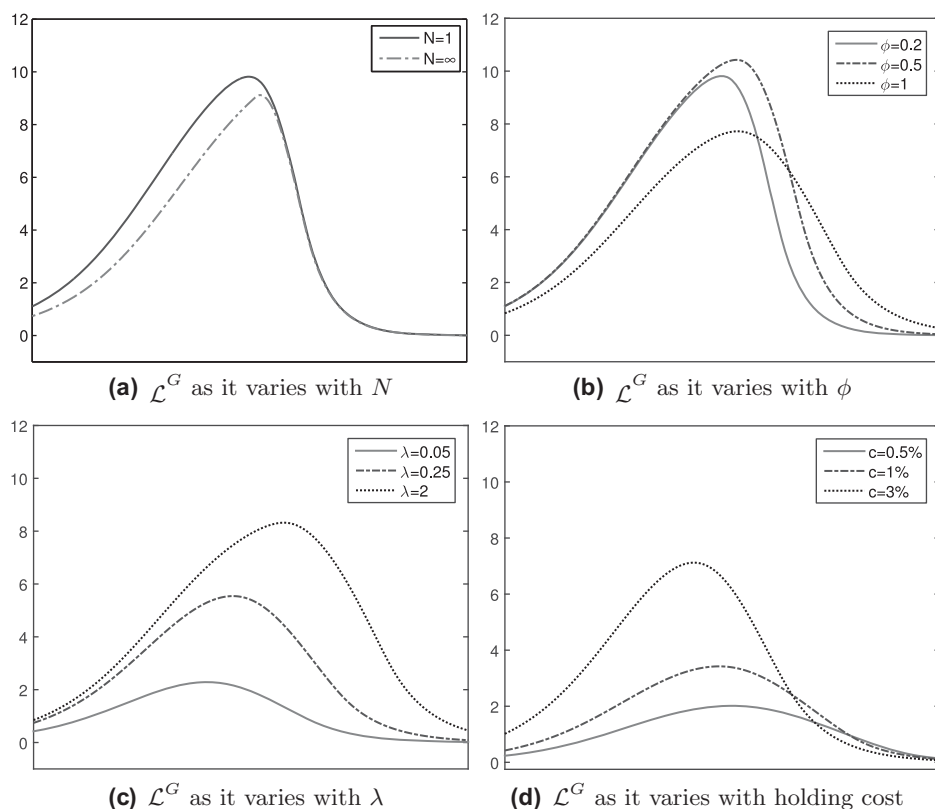 12
10
8
6
4
2
0
N=1
N=∞
(a) ℒ^G as it varies with N
12
10
8
6
4
2
0
ϕ=0.2
ϕ=0.5
ϕ=1
(b) ℒ^G as it varies with ϕ
12
10
8
6
4
2
0
λ=0.05
λ=0.25
λ=2
(c) ℒ^G as it varies with λ
12
10
8
6
4
2
0
c=0.5%
c=1%
c=3%
(d) ℒ^G as it varies with holding cost